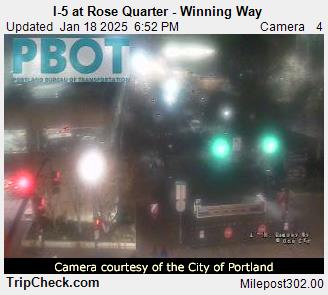 I-5 at Rose Quarter - Winning Way
Updated Jan 18 2025 6:52 PM Camera 4
PBOT
PORTLAND BUREAU OF TRANSPORTATION
Camera courtesy of the City of Portland
TripCheck.com Milepost302.00